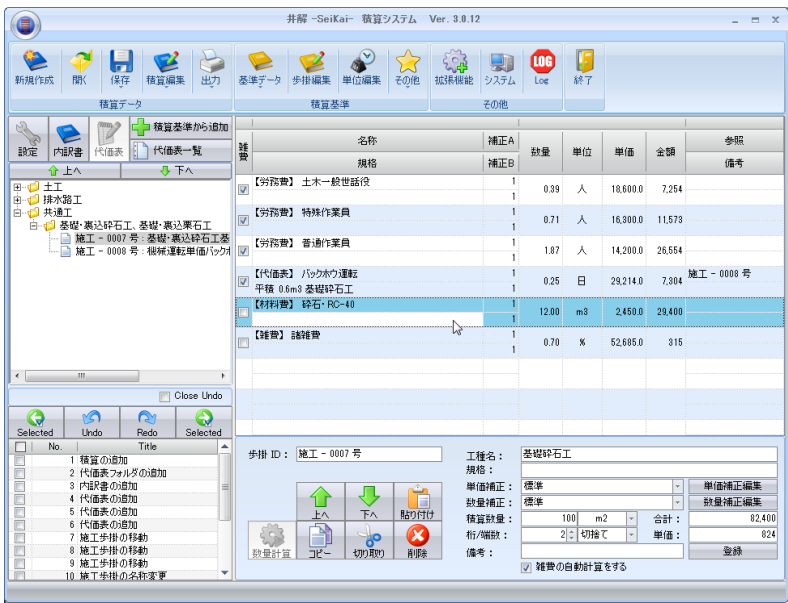 井解 -SeiKai- 積算システム Ver. 3.0.12
新規作成 開く 保存 積算編集 出力 基準データ 歩掛編集 単位編集 その他 拡張機能 システム LOG Log 終了
積算データ 積算基準 その他
設定 内訳書 代価表 積算基準から追加
代価表一覧
上へ 下へ
土工
排水路工
共通工
基礎・裏込砕石工、基礎・裏込栗石工
施工 - 0007 号 : 基礎・裏込砕石工基
施工 - 0008 号 : 機械運転単価バックホ
Close Undo
Selected Undo Redo Selected
No. Title
1 積算の追加
2 代価表フォルダの追加
3 内訳書の追加
4 代価表の追加
5 代価表の追加
6 代価表の追加
7 施工歩掛の移動
8 施工歩掛の移動
9 施工歩掛の移動
10 施工歩掛の名称変更
雑費 名称 補正A 数量 単位 単価 金額 参照
規格 補正B 備考
【労務費】 土木一般世話役 1
1 0.39 人 18,600.0 7,254
【労務費】 特殊作業員 1
1 0.71 人 16,300.0 11,573
【労務費】 普通作業員 1
1 1.87 人 14,200.0 26,554
【代価表】 バックホウ運転 1 施工 - 0008 号
平積 0.6m3 基礎砕石工 1 0.25 日 29,214.0 7,304
【材料費】 砕石・RC-40 1
1 12.00 m3 2,450.0 29,400
【雑費】 諸雑費 1
1 0.70 % 52,685.0 315
歩掛 ID : 施工 - 0007 号
上へ 下へ 貼り付け
数量計算 コピー 切り取り 削除
工種名 : 基礎砕石工
規格 :
単価補正 : 標準 単価補正編集
数量補正 : 標準 数量補正編集
積算数量 : 100 m2 合計 : 82,400
桁/端数 : 2 切捨て 単価 : 824
備考 : 登録
雑費の自動計算をする